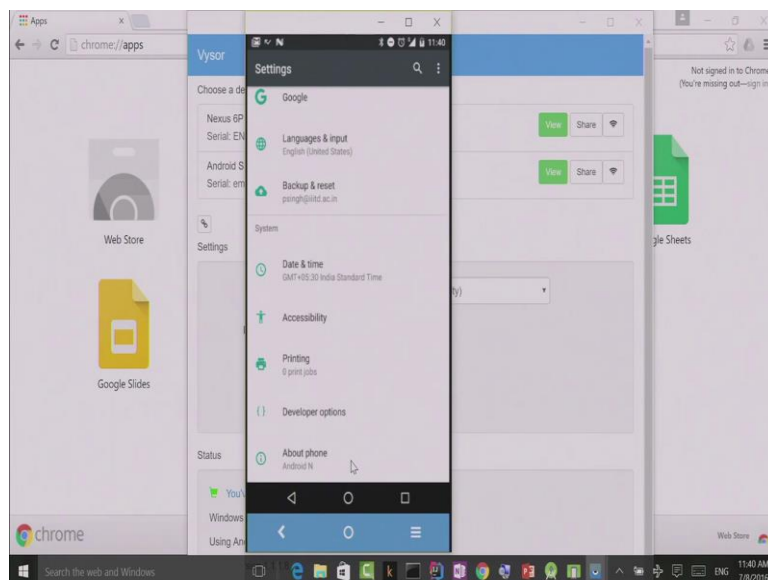 Apps
chrome://apps
Not signed in to Chrome
(You're missing out—sign in
Vysor
Choose a de
Nexus 6P
Serial: EN
View
Share
Android S
Serial: em
View
Share
Settings
ty)
Status
You'v
Windows
Using An
11:40
Settings
Google
Languages & input
English (United States)
Backup & reset
psingh@iitd.ac.in
System
Date & time
GMT+05:30 India Standard Time
Accessibility
Printing
0 print jobs
Developer options
About phone
Android N
Web Store
gle Sheets
Google Slides
chrome
Web Store
Search the web and Windows
ENG
11:40 AM
7/8/2016